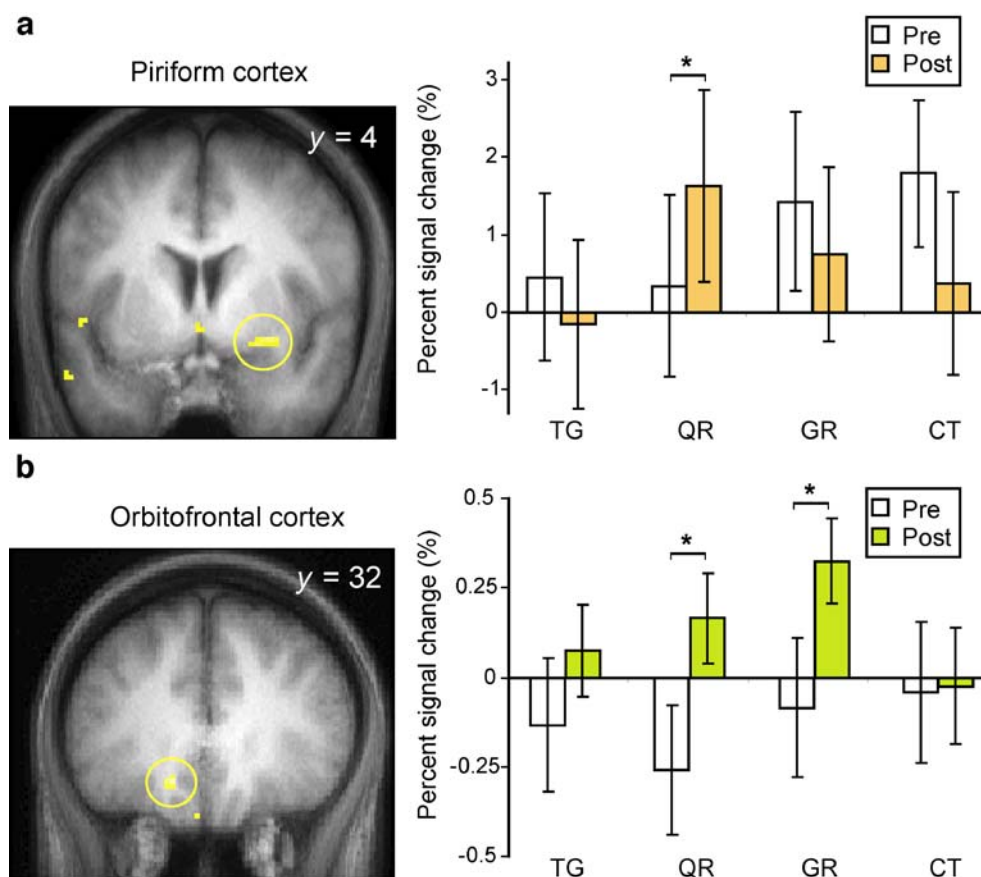 a
Piriform cortex
y = 4
Percent signal change (%)
3
2
1
0
-1
*
Pre
Post
TG QR GR CT
b
Orbitofrontal cortex
y = 32
Percent signal change (%)
0.5
0.25
0
-0.25
-0.5
*
*
Pre
Post
TG QR GR CT